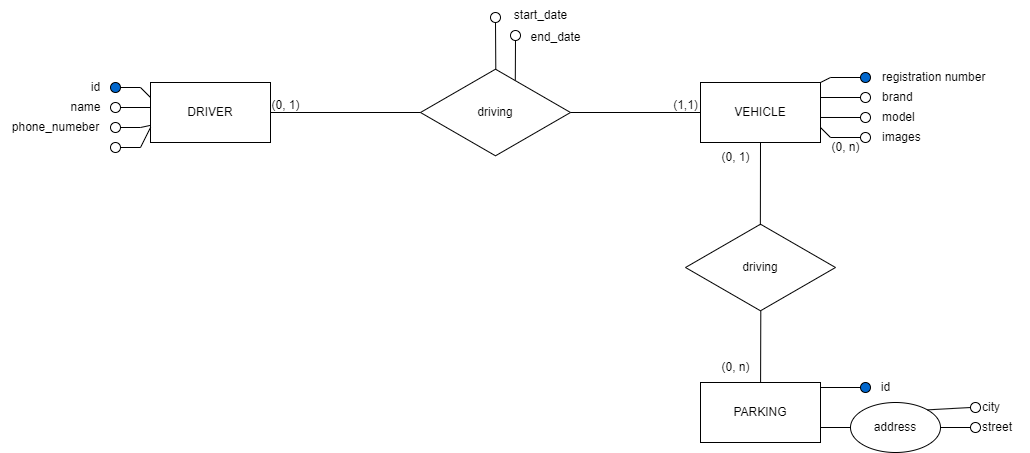 start_date
end_date
id
name
phone_numeber
DRIVER
(0, 1)
driving
(1,1)
VEHICLE
registration number
brand
model
images
(0, n)
(0, 1)
driving
(0, n)
PARKING
id
address
city
street